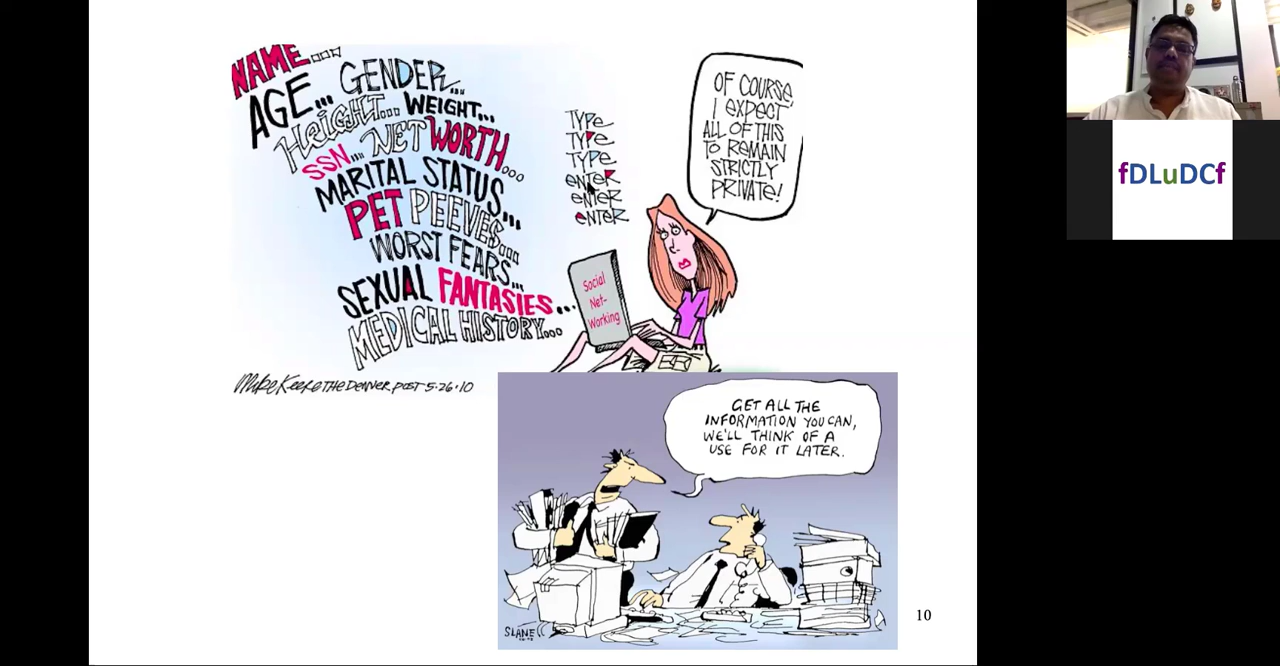 NAME...
AGE... GENDER...
HEIGHT... WEIGHT...
SSN... NET WORTH...
MARITAL STATUS...
PET PEEVES...
WORST FEARS...
SEXUAL FANTASIES...
MEDICAL HISTORY...
TYPE
TYPE
TYPE
ENTER
ENTER
ENTER
OF COURSE,
I EXPECT
ALL OF THIS
TO REMAIN
STRICTLY
PRIVATE!
Social
Net-
Working
Mike Keefe THE DENVER POST 5·26·10
GET ALL THE
INFORMATION YOU CAN,
WE'LL THINK OF A
USE FOR IT LATER.
SLANE
10
fDLuDCf